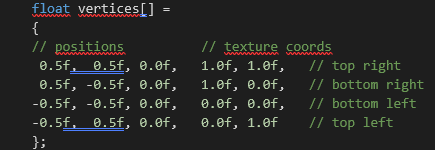 float vertices[] =
{
// positions          // texture coords
 0.5f,  0.5f, 0.0f,   1.0f, 1.0f,   // top right
 0.5f, -0.5f, 0.0f,   1.0f, 0.0f,   // bottom right
-0.5f, -0.5f, 0.0f,   0.0f, 0.0f,   // bottom left
-0.5f,  0.5f, 0.0f,   0.0f, 1.0f    // top left
};